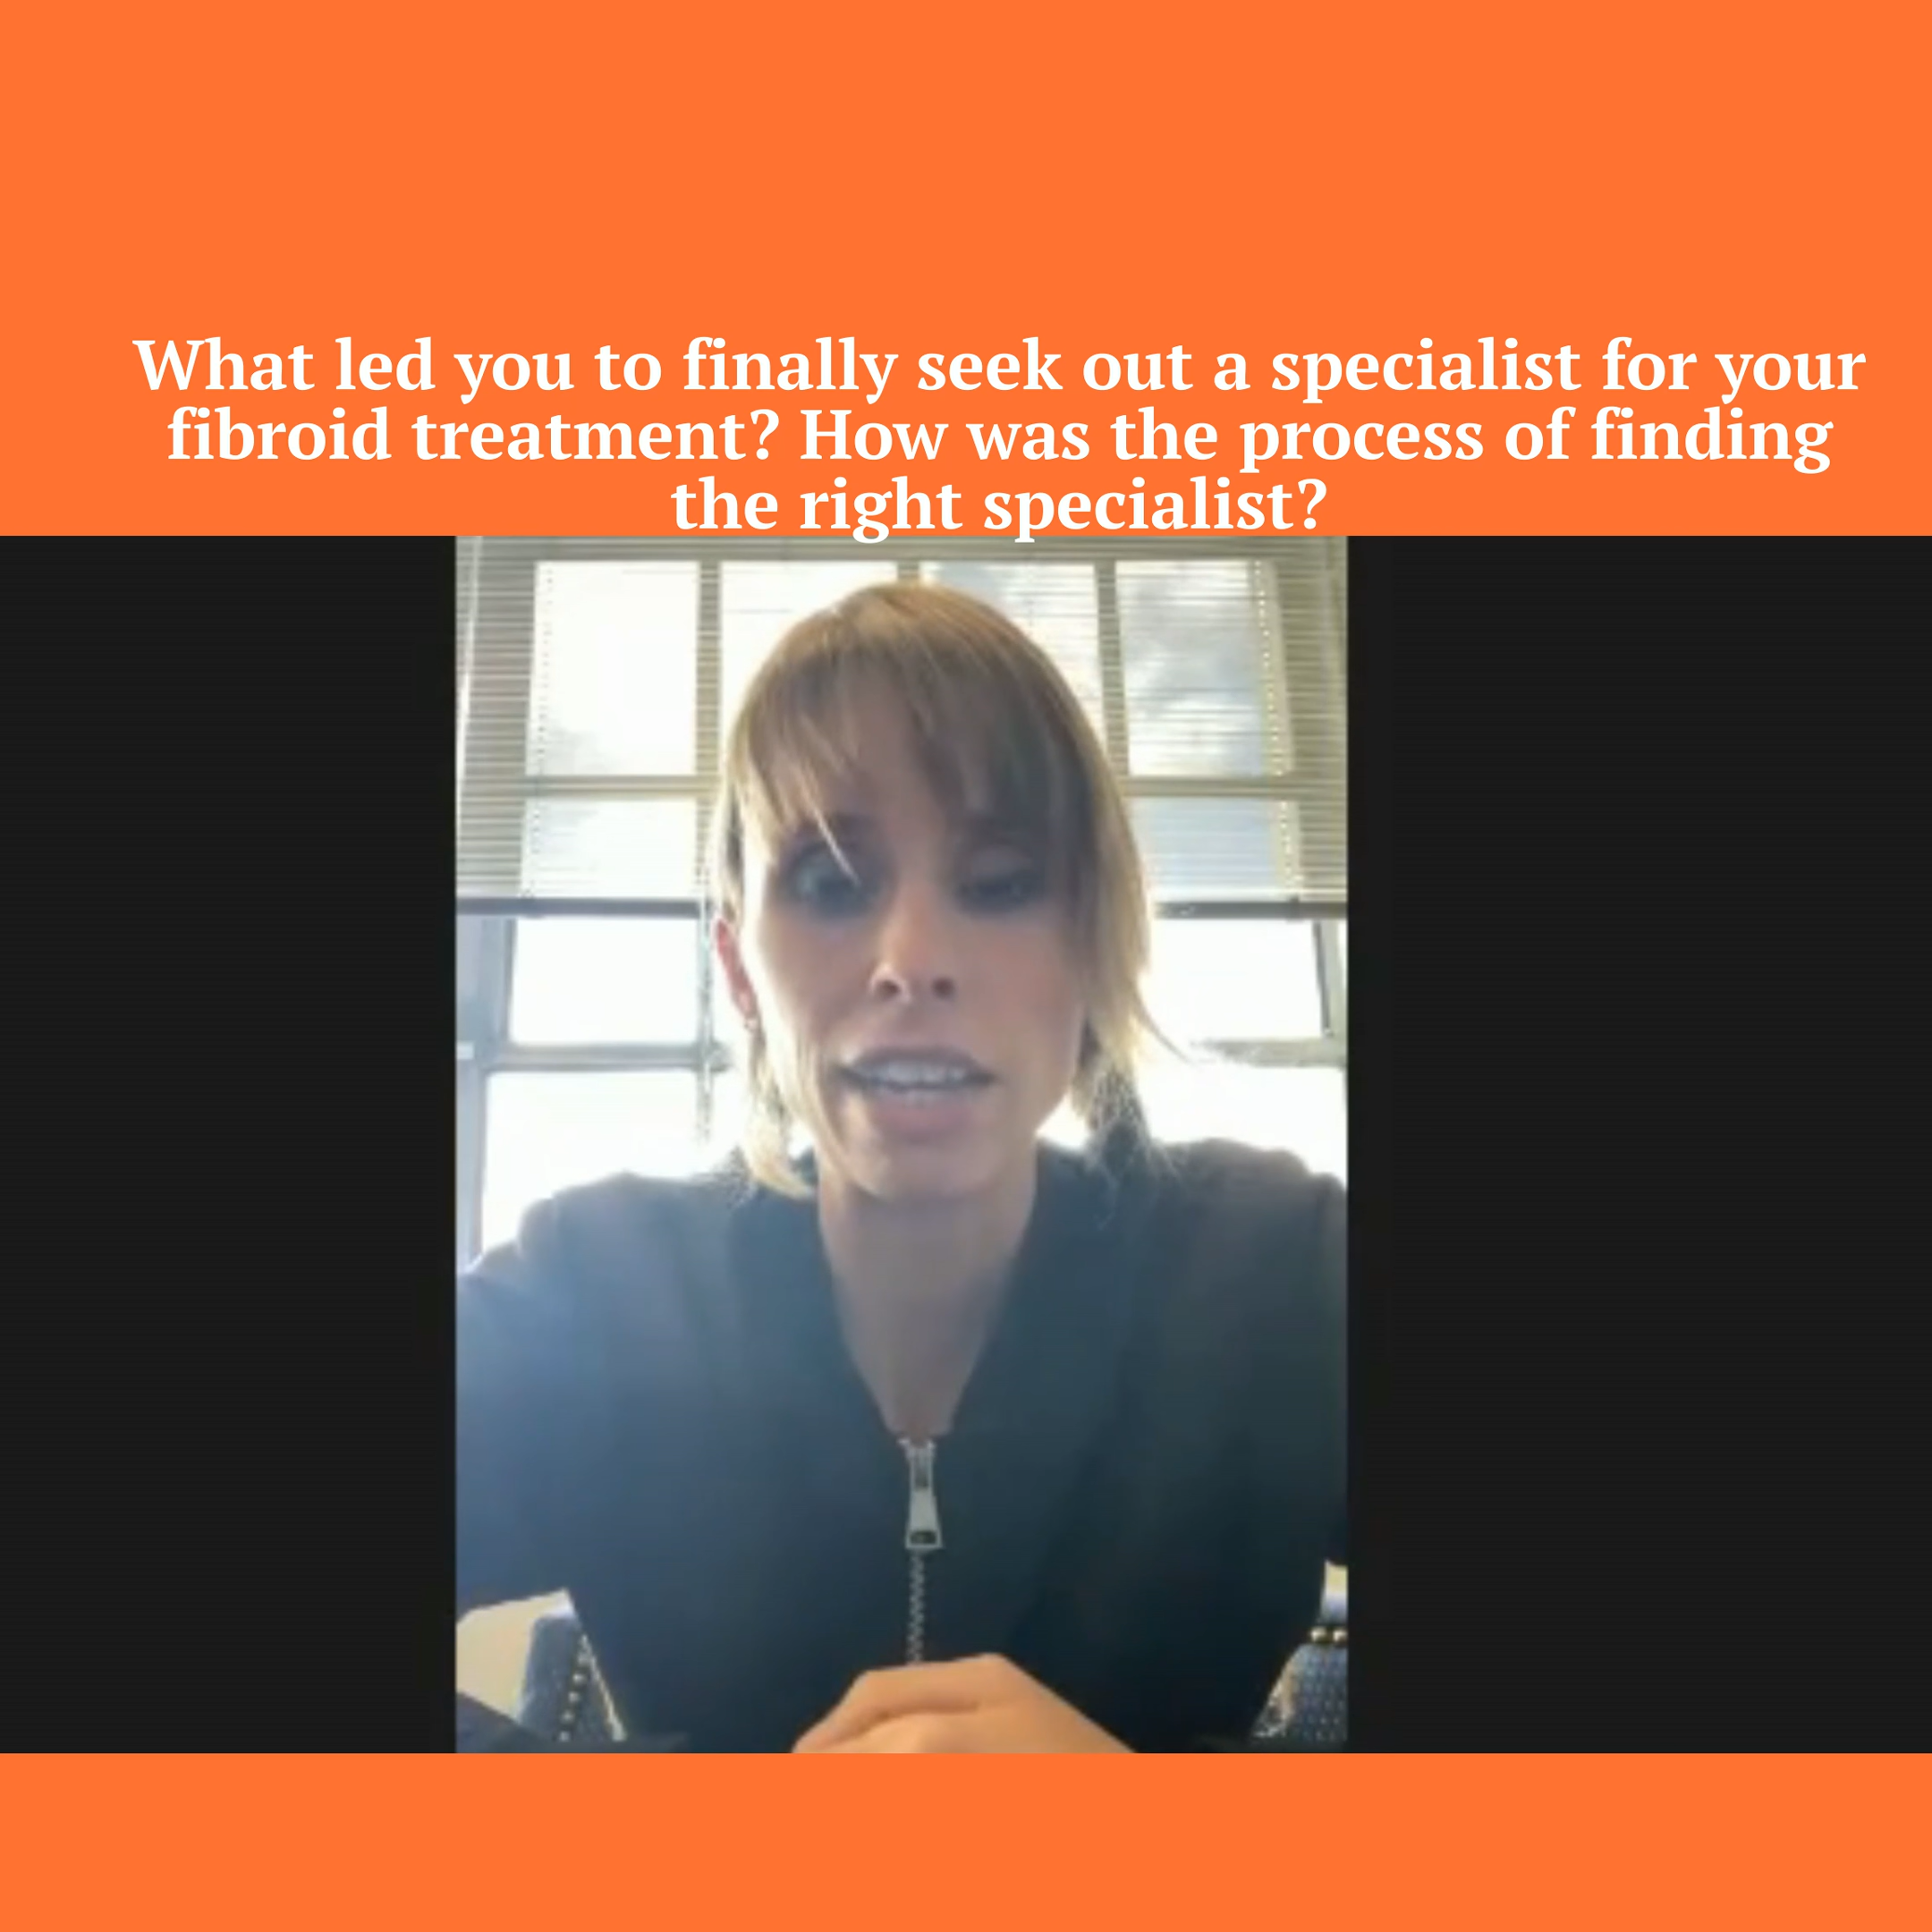 What led you to finally seek out a specialist for your
fibroid treatment? How was the process of finding
the right specialist?